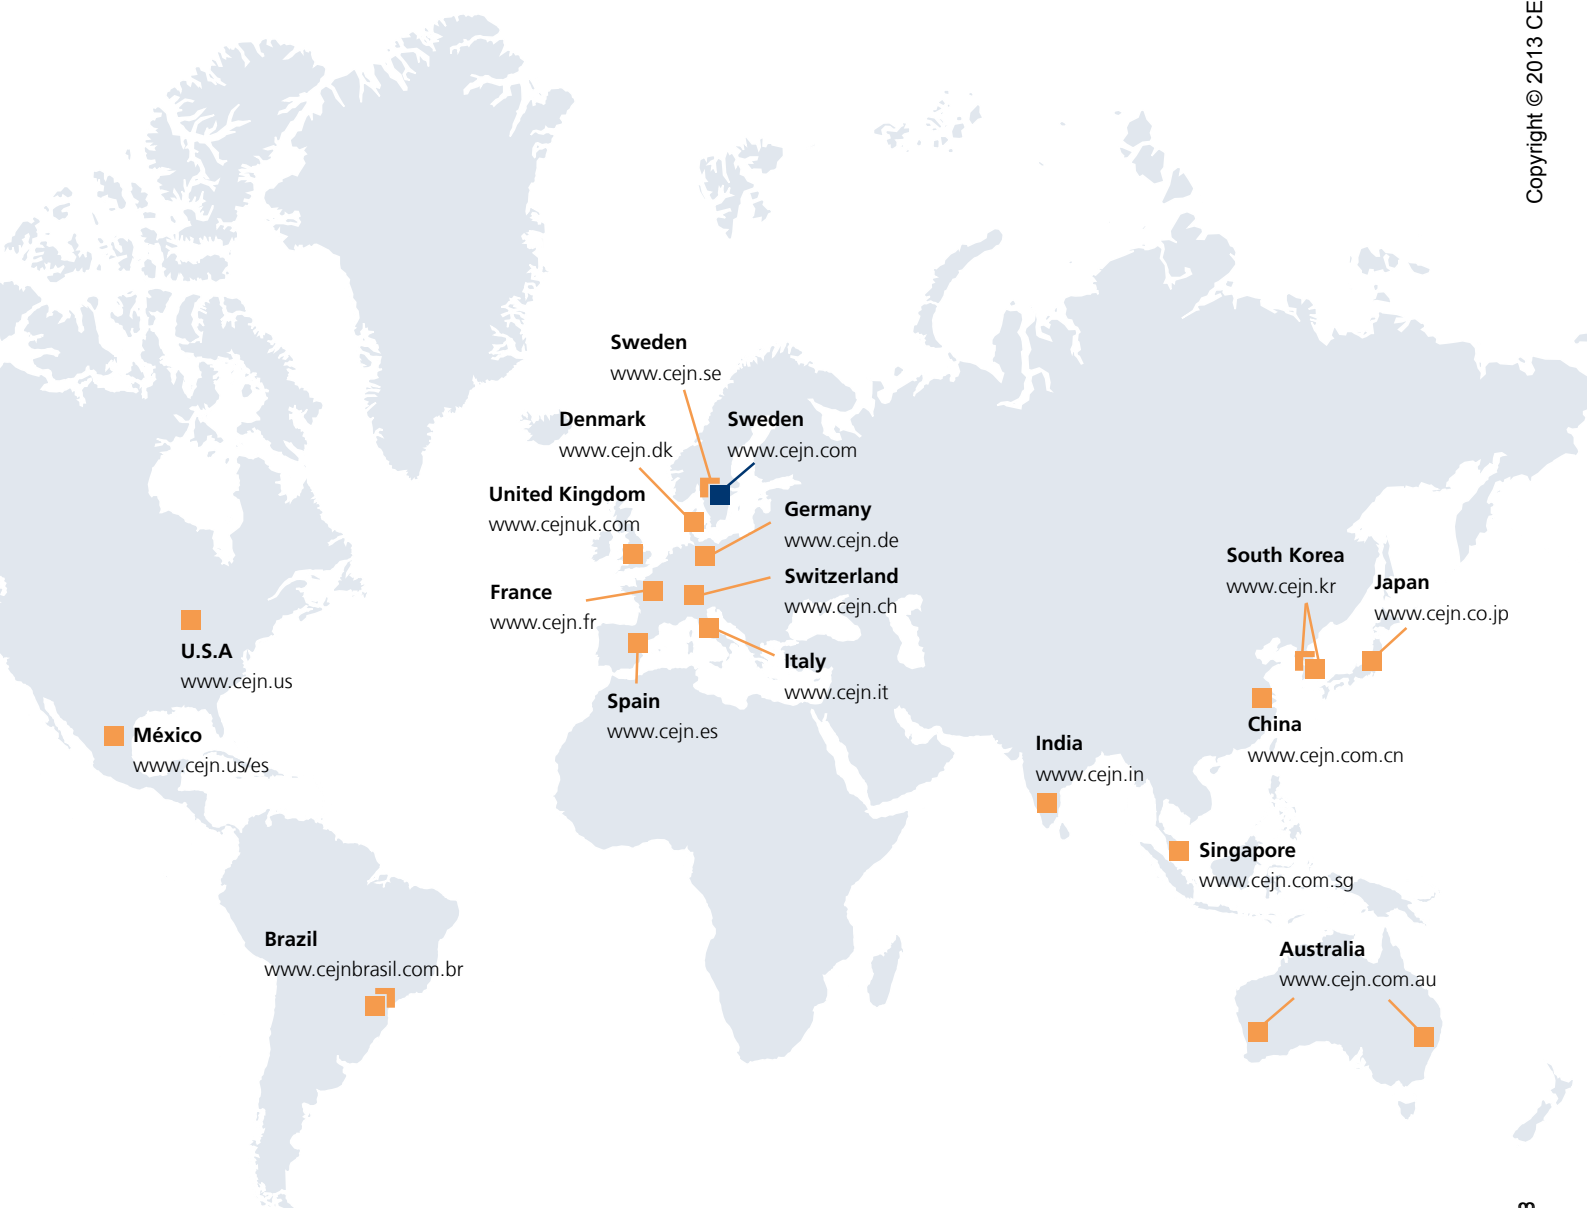 Copyright © 2013 CE
Sweden
www.cejn.se
Denmark
www.cejn.dk
Sweden
www.cejn.com
United Kingdom
www.cejnuk.com
Germany
www.cejn.de
South Korea
www.cejn.kr
Japan
www.cejn.co.jp
Switzerland
www.cejn.ch
France
www.cejn.fr
U.S.A
www.cejn.us
Italy
www.cejn.it
Spain
www.cejn.es
México
www.cejn.us/es
China
www.cejn.com.cn
India
www.cejn.in
Singapore
www.cejn.com.sg
Brazil
www.cejnbrasil.com.br
Australia
www.cejn.com.au